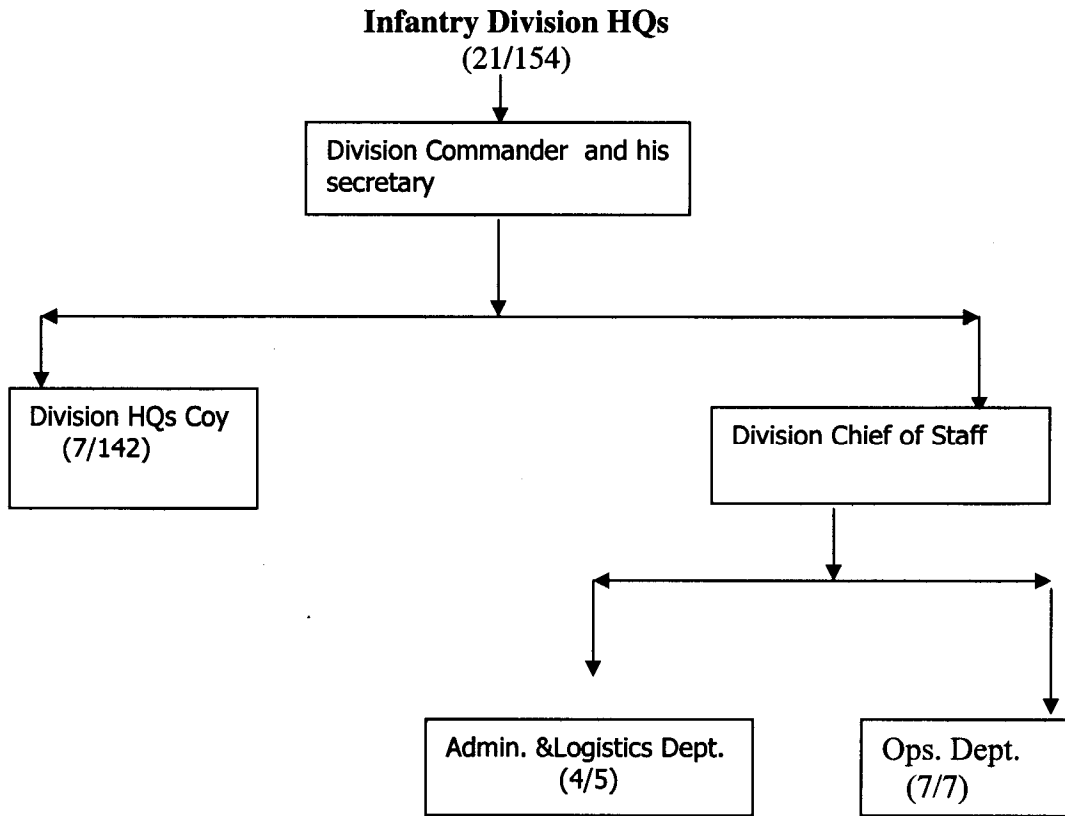 Infantry Division HQs
(21/154)
Division Commander and his
secretary
Division HQs Coy
(7/142)
Division Chief of Staff
Admin. &Logistics Dept.
(4/5)
Ops. Dept.
(7/7)